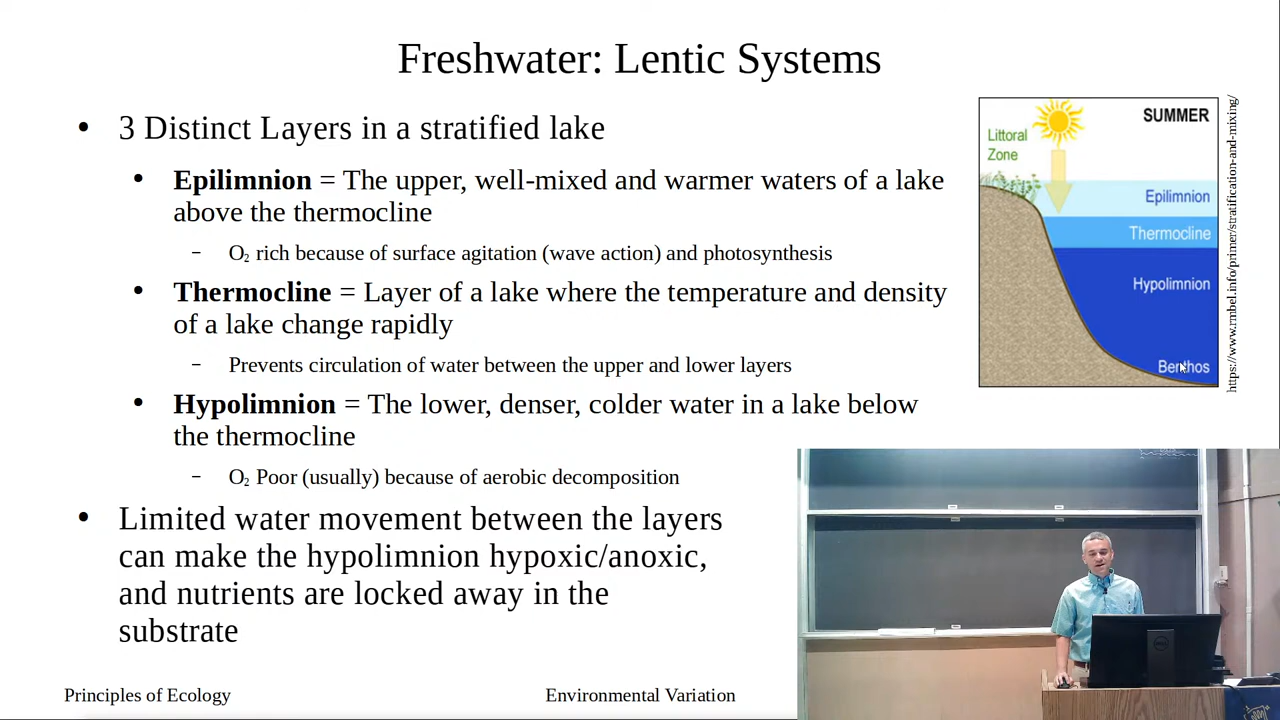 Freshwater: Lentic Systems
• 3 Distinct Layers in a stratified lake
• Epilimnion = The upper, well-mixed and warmer waters of a lake
above the thermocline
– O₂ rich because of surface agitation (wave action) and photosynthesis
• Thermocline = Layer of a lake where the temperature and density
of a lake change rapidly
– Prevents circulation of water between the upper and lower layers
• Hypolimnion = The lower, denser, colder water in a lake below
the thermocline
– O₂ Poor (usually) because of aerobic decomposition
• Limited water movement between the layers
can make the hypolimnion hypoxic/anoxic,
and nutrients are locked away in the
substrate
SUMMER
Littoral
Zone
Epilimnion
Thermocline
Hypolimnion
Benthos
https://www.rmbel.info/primer/stratification-and-mixing/
DELL
Principles of Ecology
Environmental Variation